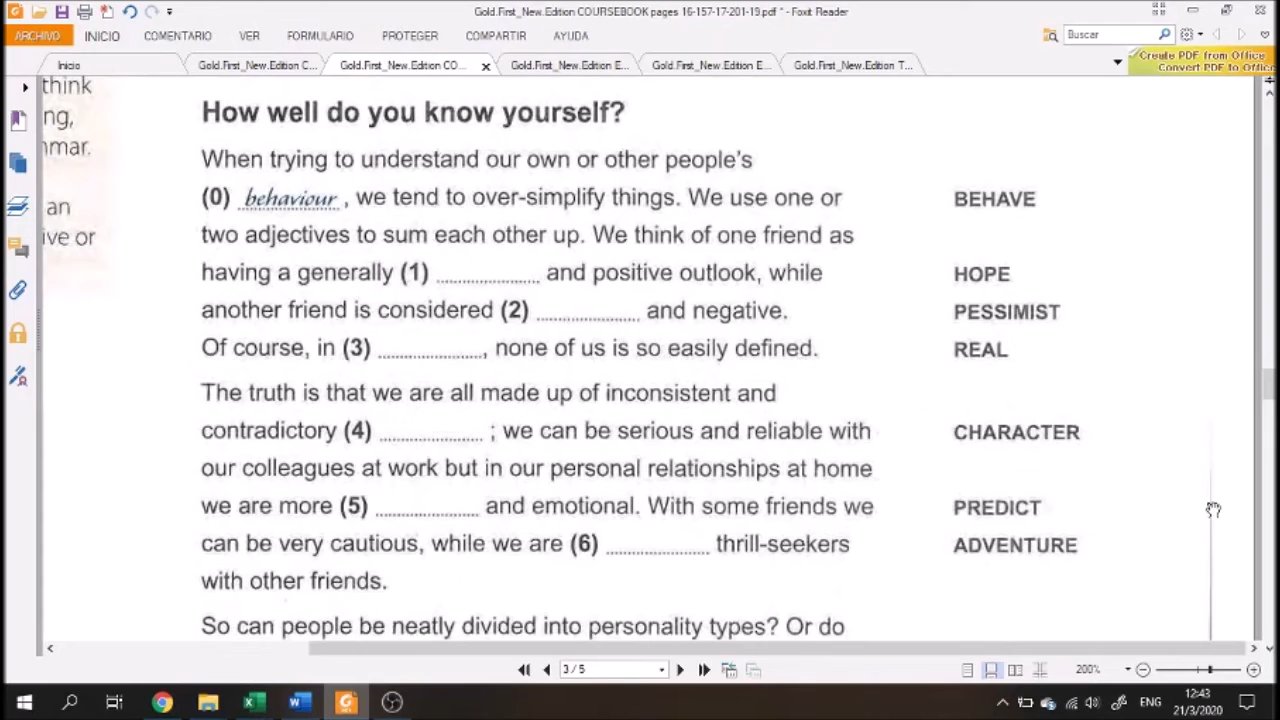 Gold.First_New.Edition COURSEBOOK pages 16-157-17-201-19.pdf * - Foxit Reader
ARCHIVO INICIO COMENTARIO VER FORMULARIO PROTEGER COMPARTIR AYUDA Buscar
Inicio Gold.First_New.Edition C... Gold.First_New.Edition CO... Gold.First_New.Edition E... Gold.First_New.Edition E... Gold.First_New.Edition T... Create PDF from Office
Convert PDF to Office
think
ng,
nmar.
an
ive or
How well do you know yourself?
When trying to understand our own or other people's
(0) behaviour, we tend to over-simplify things. We use one or BEHAVE
two adjectives to sum each other up. We think of one friend as
having a generally (1) .................... and positive outlook, while HOPE
another friend is considered (2) .................... and negative. PESSIMIST
Of course, in (3) ...................., none of us is so easily defined. REAL
The truth is that we are all made up of inconsistent and
contradictory (4) .................... ; we can be serious and reliable with CHARACTER
our colleagues at work but in our personal relationships at home
we are more (5) .................... and emotional. With some friends we PREDICT
can be very cautious, while we are (6) .................... thrill-seekers ADVENTURE
with other friends.
So can people be neatly divided into personality types? Or do
3/5 200%
ENG 12:43
21/3/2020